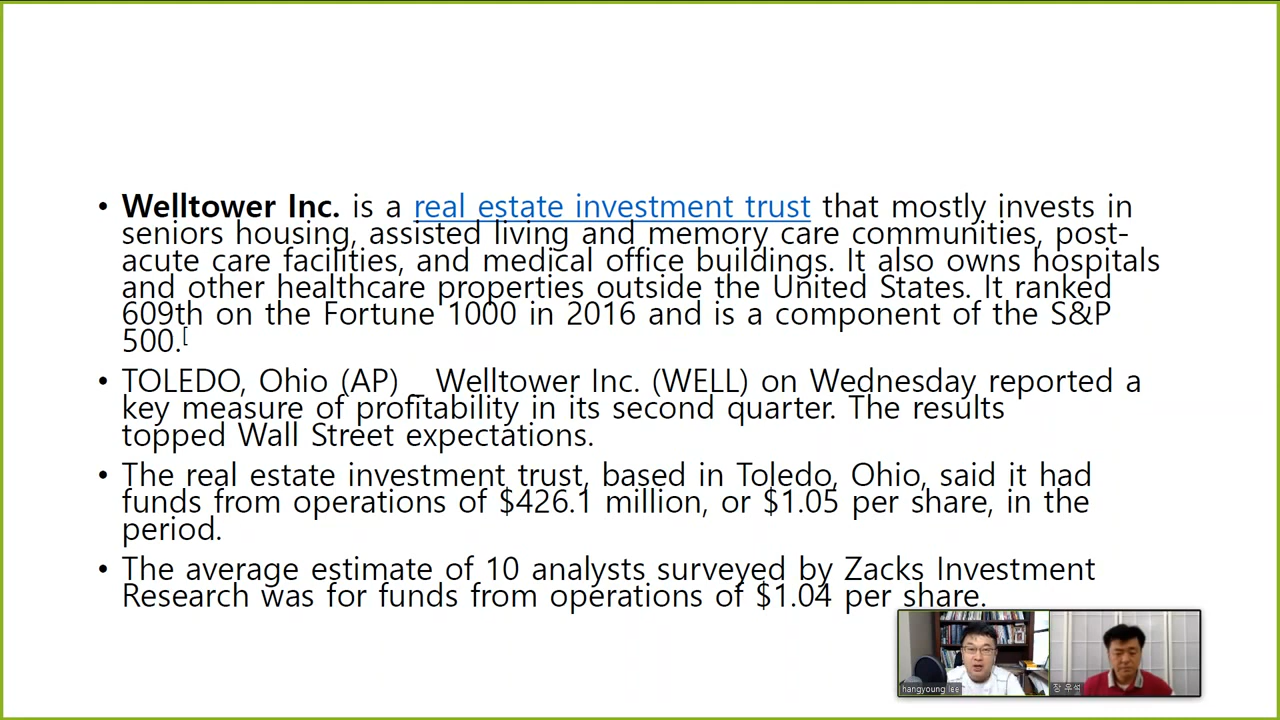 • Welltower Inc. is a real estate investment trust that mostly invests in
seniors housing, assisted living and memory care communities, post-
acute care facilities, and medical office buildings. It also owns hospitals
and other healthcare properties outside the United States. It ranked
609th on the Fortune 1000 in 2016 and is a component of the S&P
500.[
• TOLEDO, Ohio (AP) _ Welltower Inc. (WELL) on Wednesday reported a
key measure of profitability in its second quarter. The results
topped Wall Street expectations.
• The real estate investment trust, based in Toledo, Ohio, said it had
funds from operations of $426.1 million, or $1.05 per share, in the
period.
• The average estimate of 10 analysts surveyed by Zacks Investment
Research was for funds from operations of $1.04 per share.
hangyoung lee
장 우석